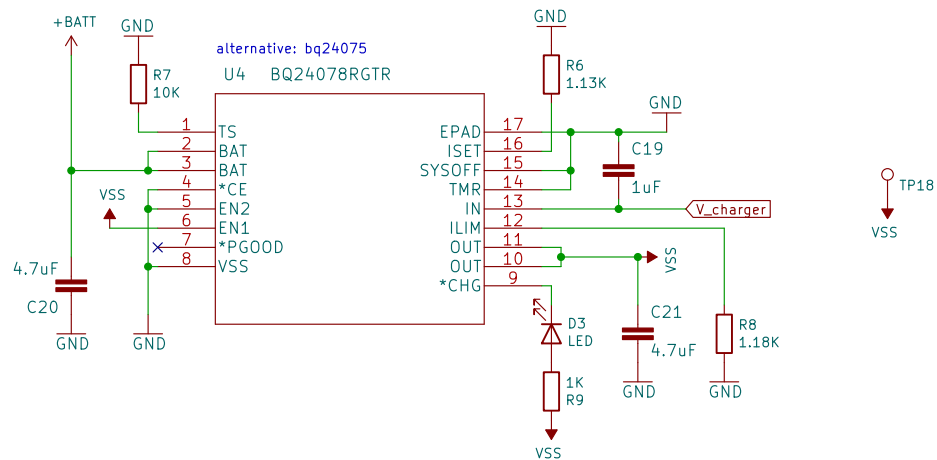 +BATT
GND
alternative: bq24075
U4 BQ24078RGTR
R7
10K
GND
R6
1.13K
GND
1 TS
2 BAT
3 BAT
4 *CE
5 EN2
6 EN1
7 *PGOOD
8 VSS
EPAD 17
ISET 16
SYSOFF 15
TMR 14
IN 13
ILIM 12
OUT 11
OUT 10
*CHG 9
C19
1uF
V_charger
TP18
VSS
VSS
VSS
4.7uF
C20
GND
GND
D3
LED
C21
4.7uF
R8
1.18K
1K
R9
GND
GND
VSS